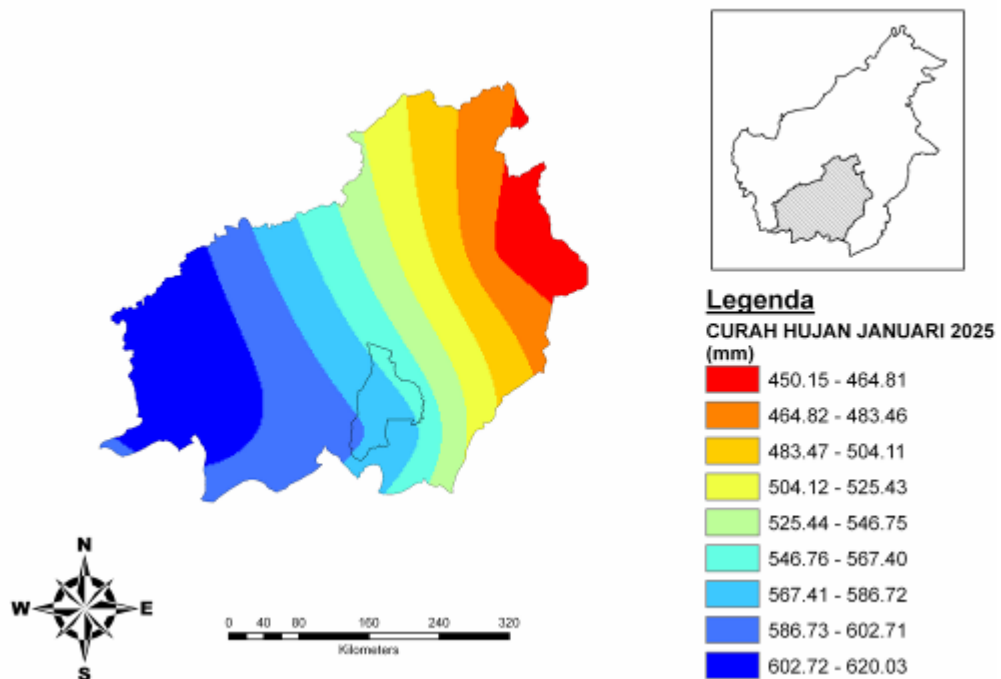 Legenda
CURAH HUJAN JANUARI 2025
(mm)
450.15 - 464.81
464.82 - 483.46
483.47 - 504.11
504.12 - 525.43
525.44 - 546.75
546.76 - 567.40
567.41 - 586.72
586.73 - 602.71
602.72 - 620.03
N
W E
S
0 40 80 160 240 320
Kilometers